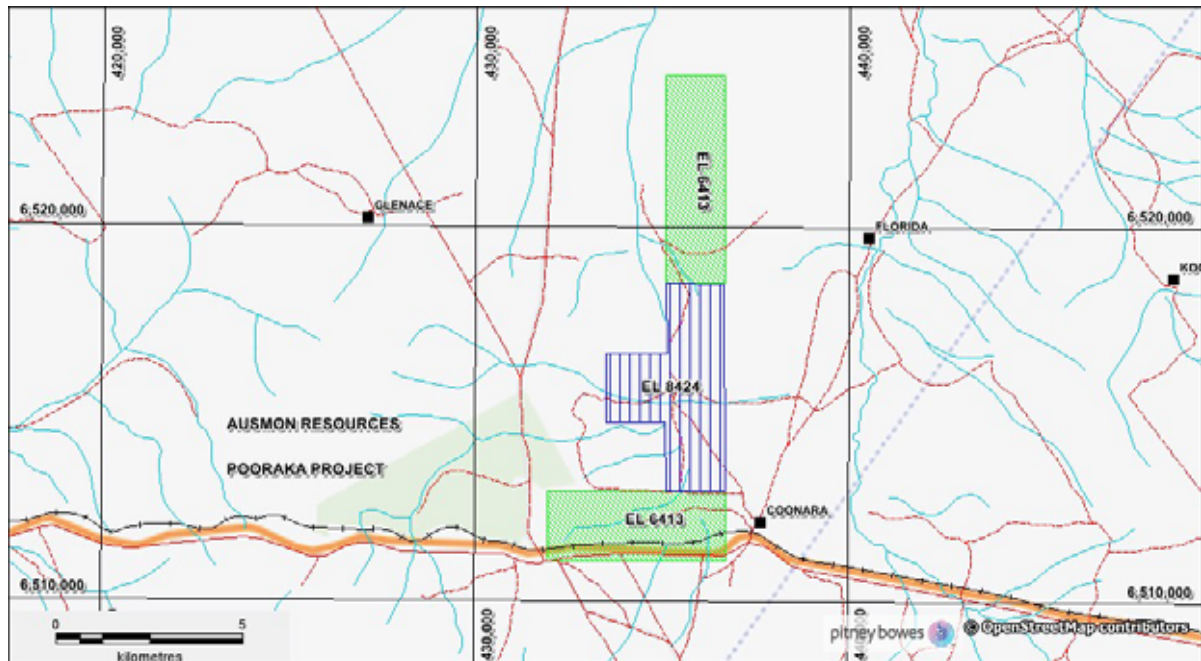 420,000
430,000
440,000
EL 6413
GLENACE
6,520,000
6,520,000
FLORIDA
EL 8424
AUSMON RESOURCES
POORAKA PROJECT
EL 6413
COONARA
6,510,000
6,510,000
0 5
kilometres
430,000
pitney bowes
© OpenStreetMap contributors